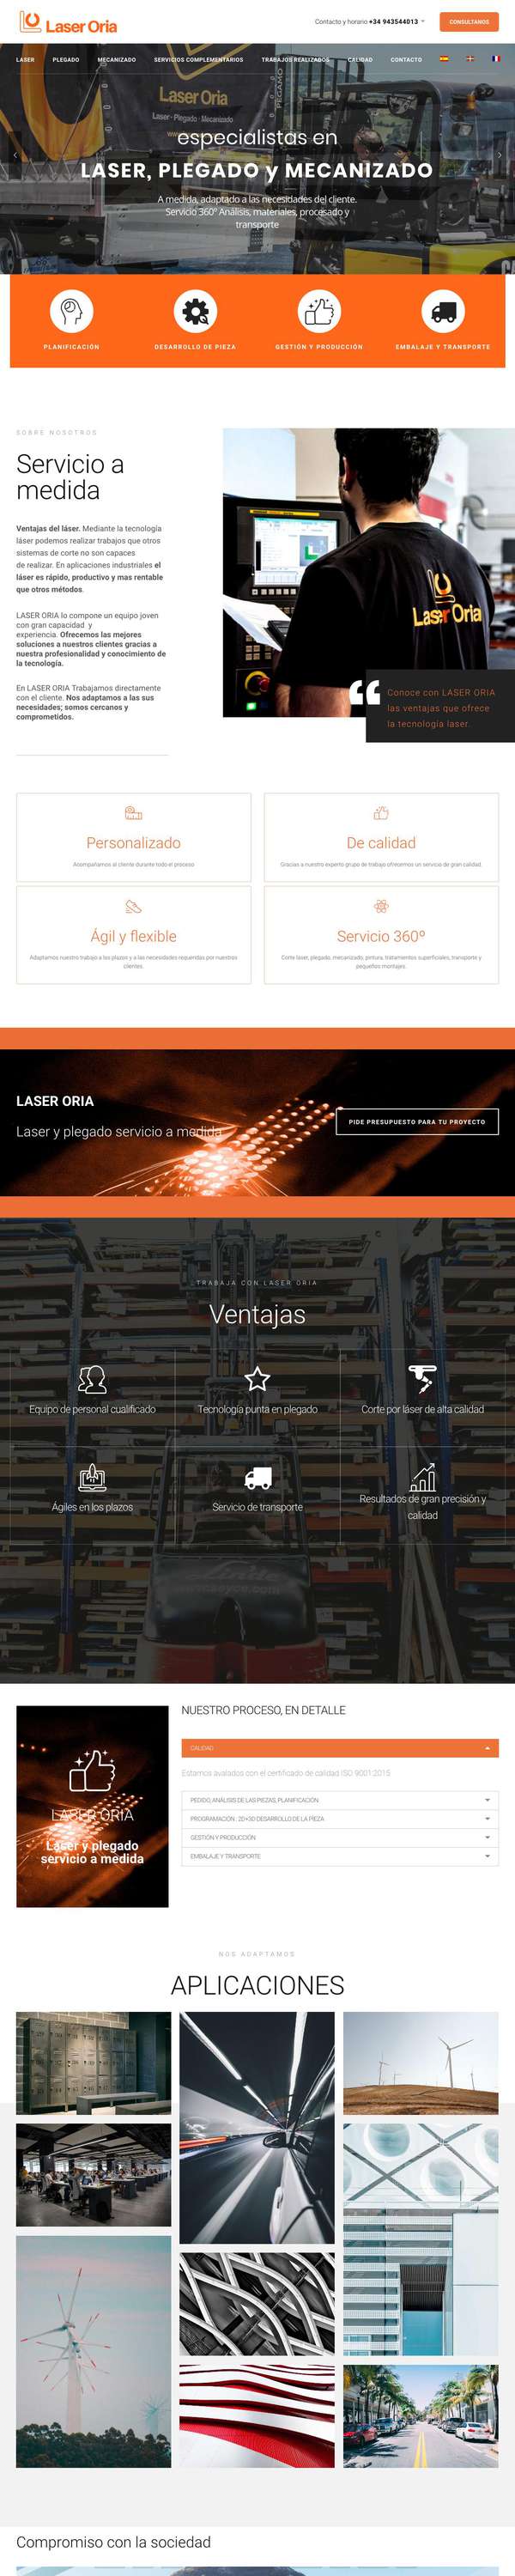 Laser Oria
Contacto y horario +34 943544013
CONSULTANOS
LASER PLEGADO MECANIZADO SERVICIOS COMPLEMENTARIOS TRABAJOS REALIZADOS CALIDAD CONTACTO
PEGAMO
Laser Oria
Laser - Plegado - Mecanizado
especialistas en
LASER, PLEGADO y MECANIZADO
A medida, adaptado a las necesidades del cliente.
Servicio 360º Análisis, materiales, procesado y
transporte
PLANIFICACIÓN
DESARROLLO DE PIEZA
GESTIÓN Y PRODUCCIÓN
EMBALAJE Y TRANSPORTE
SOBRE NOSOTROS
Servicio a
medida
Ventajas del láser. Mediante la tecnología
láser podemos realizar trabajos que otros
sistemas de corte no son capaces
de realizar. En aplicaciones industriales el
láser es rápido, productivo y mas rentable
que otros métodos.
LASER ORIA lo compone un equipo joven
con gran capacidad y
experiencia. Ofrecemos las mejores
soluciones a nuestros clientes gracias a
nuestra profesionalidad y conocimiento de
la tecnología.
En LASER ORIA Trabajamos directamente
con el cliente. Nos adaptamos a las sus
necesidades; somos cercanos y
comprometidos.
Laser Oria
Conoce con LASER ORIA
las ventajas que ofrece
la tecnología laser.
Personalizado
Acompañamos al cliente durante todo el proceso
De calidad
Gracias a nuestro experto grupo de trabajo ofrecemos un servicio de gran calidad
Ágil y flexible
Adaptamos nuestro trabajo a los plazos y a las necesidades requeridas por nuestros
clientes.
Servicio 360º
Corte laser, plegado, mecanizado, pintura, tratamientos superficiales, transporte y
pequeños montajes.
LASER ORIA
Laser y plegado servicio a medida
PIDE PRESUPUESTO PARA TU PROYECTO
TRABAJA CON LASER ORIA
Ventajas
Equipo de personal cualificado
Tecnología punta en plegado
Corte por láser de alta calidad
Ágiles en los plazos
Servicio de transporte
Resultados de gran precisión y
calidad
LASER ORIA
Láser y plegado
servicio a medida
NUESTRO PROCESO, EN DETALLE
CALIDAD
Estamos avalados con el certificado de calidad ISO 9001:2015
PEDIDO, ANÁLISIS DE LAS PIEZAS, PLANIFICACIÓN
PROGRAMACIÓN : 2D+3D DESARROLLO DE LA PIEZA
GESTIÓN Y PRODUCCIÓN
EMBALAJE Y TRANSPORTE
NOS ADAPTAMOS
APLICACIONES
Compromiso con la sociedad